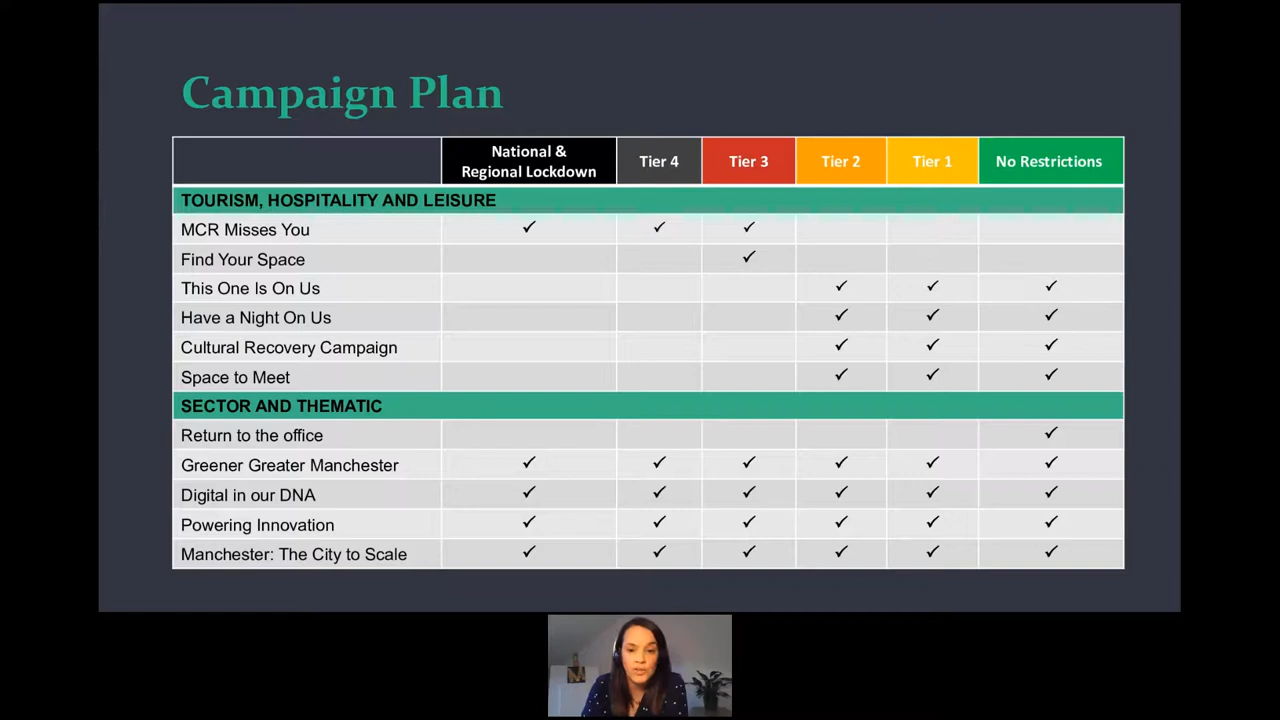 Campaign Plan
National &
Regional Lockdown
Tier 4
Tier 3
Tier 2
Tier 1
No Restrictions
TOURISM, HOSPITALITY AND LEISURE
MCR Misses You ✓ ✓ ✓
Find Your Space ✓
This One Is On Us ✓ ✓ ✓
Have a Night On Us ✓ ✓ ✓
Cultural Recovery Campaign ✓ ✓ ✓
Space to Meet ✓ ✓ ✓
SECTOR AND THEMATIC
Return to the office ✓
Greener Greater Manchester ✓ ✓ ✓ ✓ ✓ ✓
Digital in our DNA ✓ ✓ ✓ ✓ ✓ ✓
Powering Innovation ✓ ✓ ✓ ✓ ✓ ✓
Manchester: The City to Scale ✓ ✓ ✓ ✓ ✓ ✓